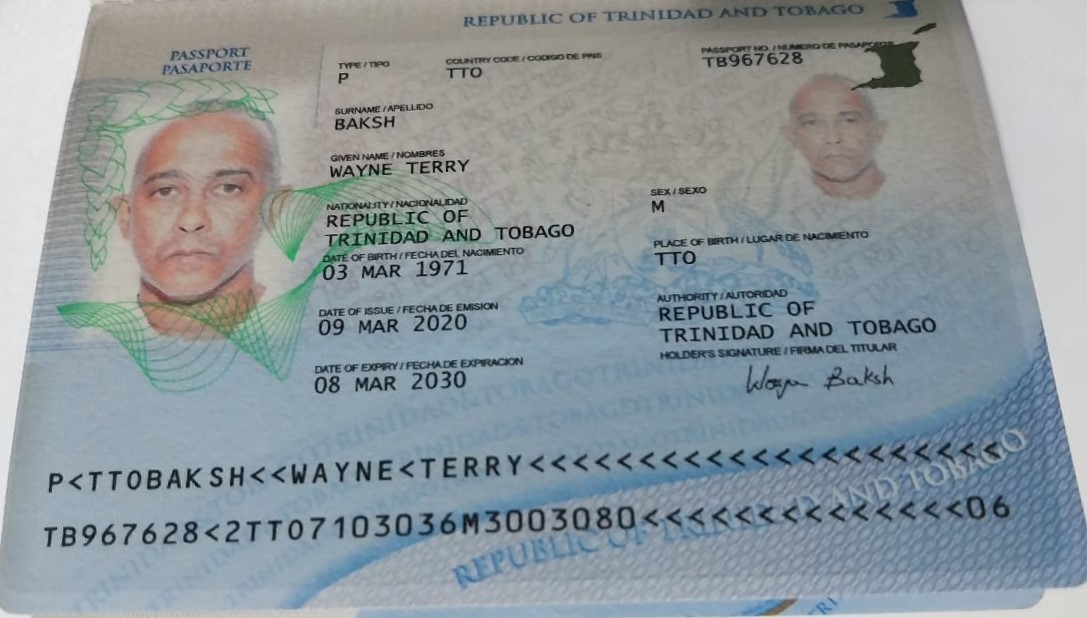 REPUBLIC OF TRINIDAD AND TOBAGO
PASSPORT
PASAPORTE
TYPE / TIPO
P
COUNTRY CODE / CODIGO DE PAIS
TTO
PASSPORT NO. / NUMERO DE PASAPORTE
TB967628
SURNAME / APELLIDO
BAKSH
GIVEN NAME / NOMBRES
WAYNE TERRY
NATIONALITY / NACIONALIDAD
REPUBLIC OF
TRINIDAD AND TOBAGO
SEX / SEXO
M
DATE OF BIRTH / FECHA DEL NACIMIENTO
03 MAR 1971
PLACE OF BIRTH / LUGAR DE NACIMIENTO
TTO
DATE OF ISSUE / FECHA DE EMISION
09 MAR 2020
AUTHORITY / AUTORIDAD
REPUBLIC OF
TRINIDAD AND TOBAGO
DATE OF EXPIRY / FECHA DE EXPIRACION
08 MAR 2030
HOLDER'S SIGNATURE / FIRMA DEL TITULAR
Wayne Baksh
P<TTOBAKSH<<WAYNE<TERRY<<<<<<<<<<<<<<<<<<<<<
TB967628<2TTO7103036M3003080<<<<<<<<<<<<<<06
REPUBLIC OF TRINIDAD AND TOBAGO